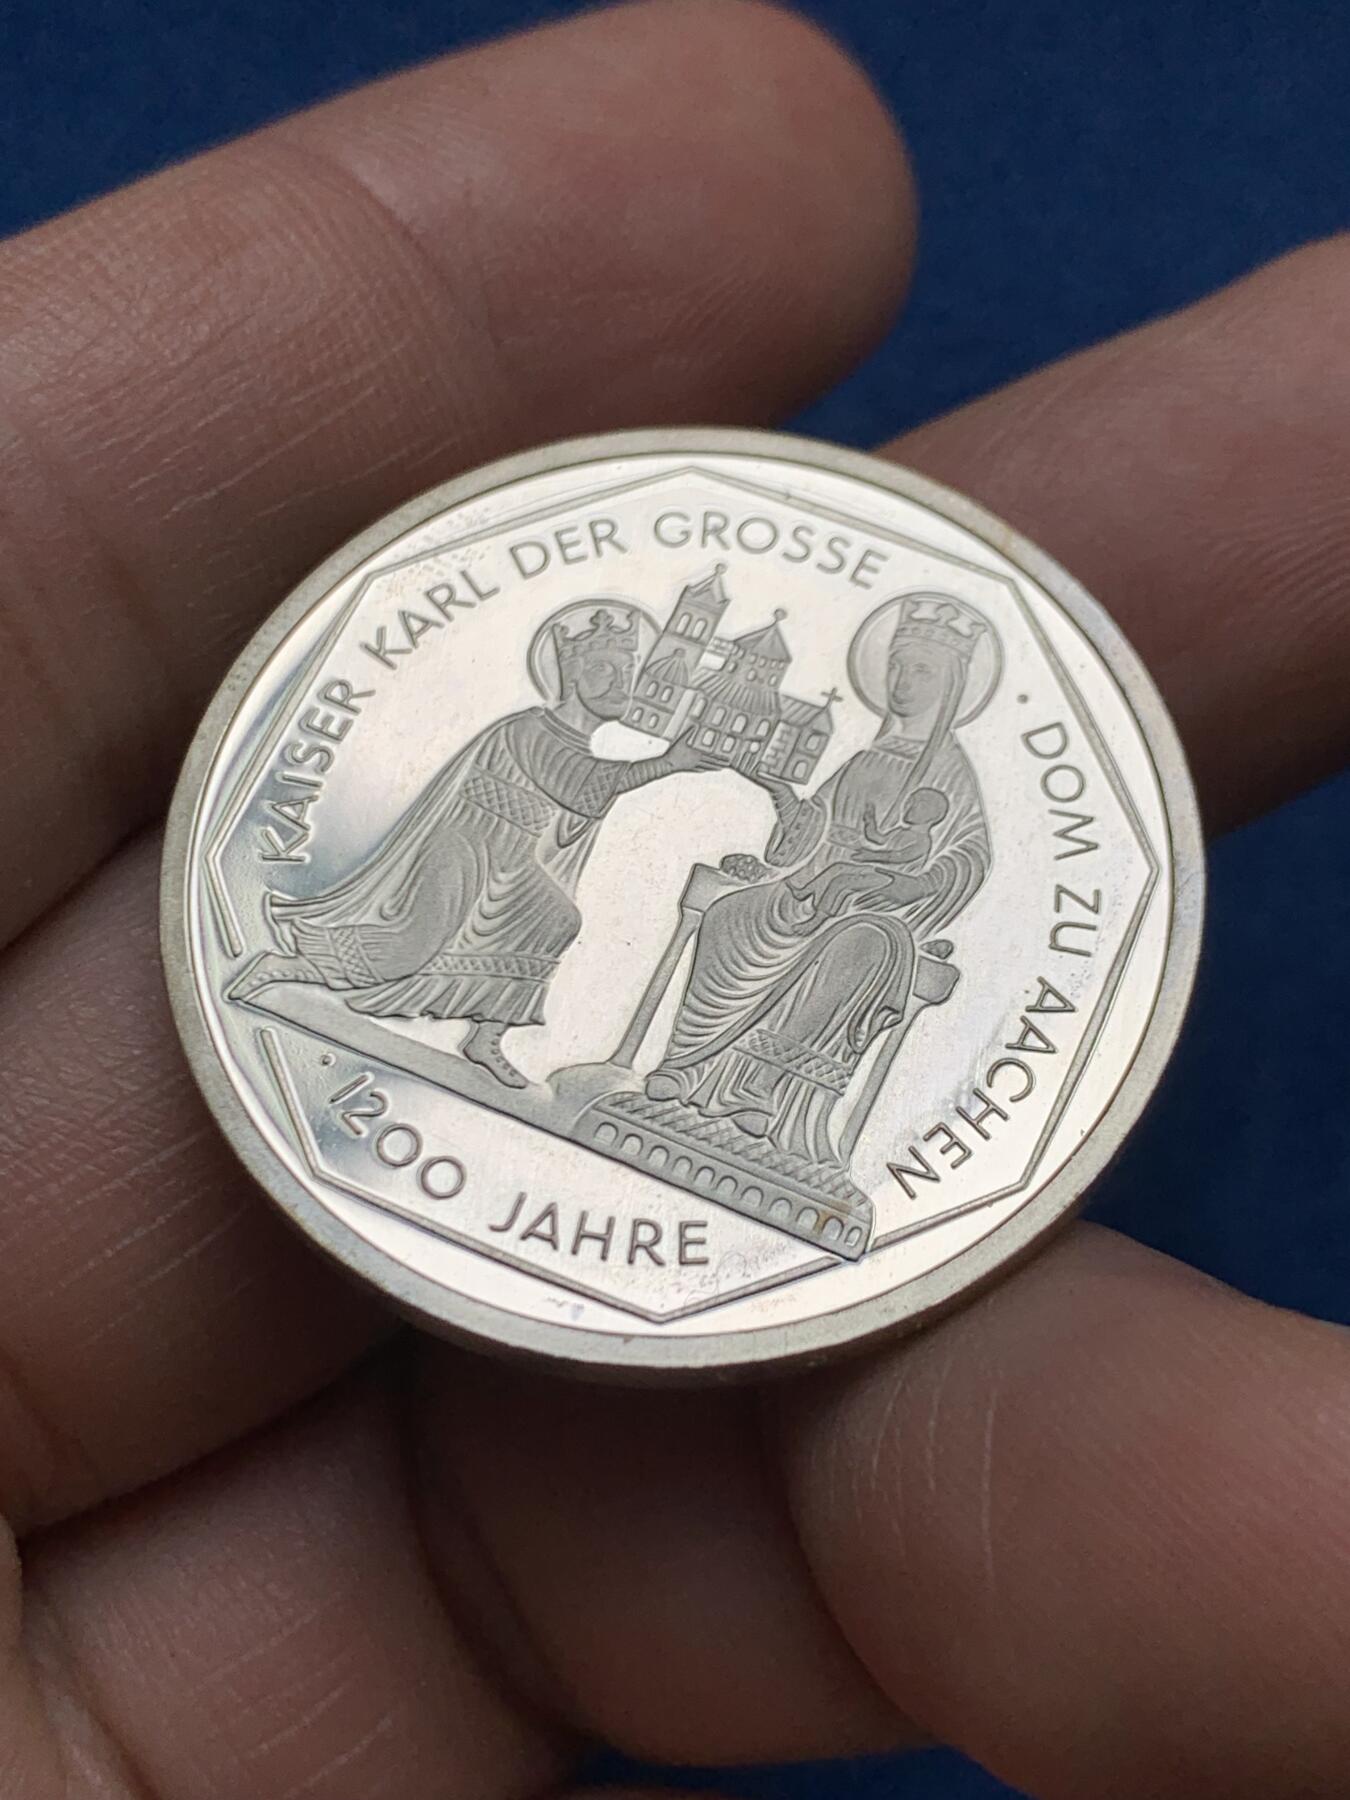 KAISER KARL DER GROSSE
· DOM ZU AACHEN
· 1200 JAHRE